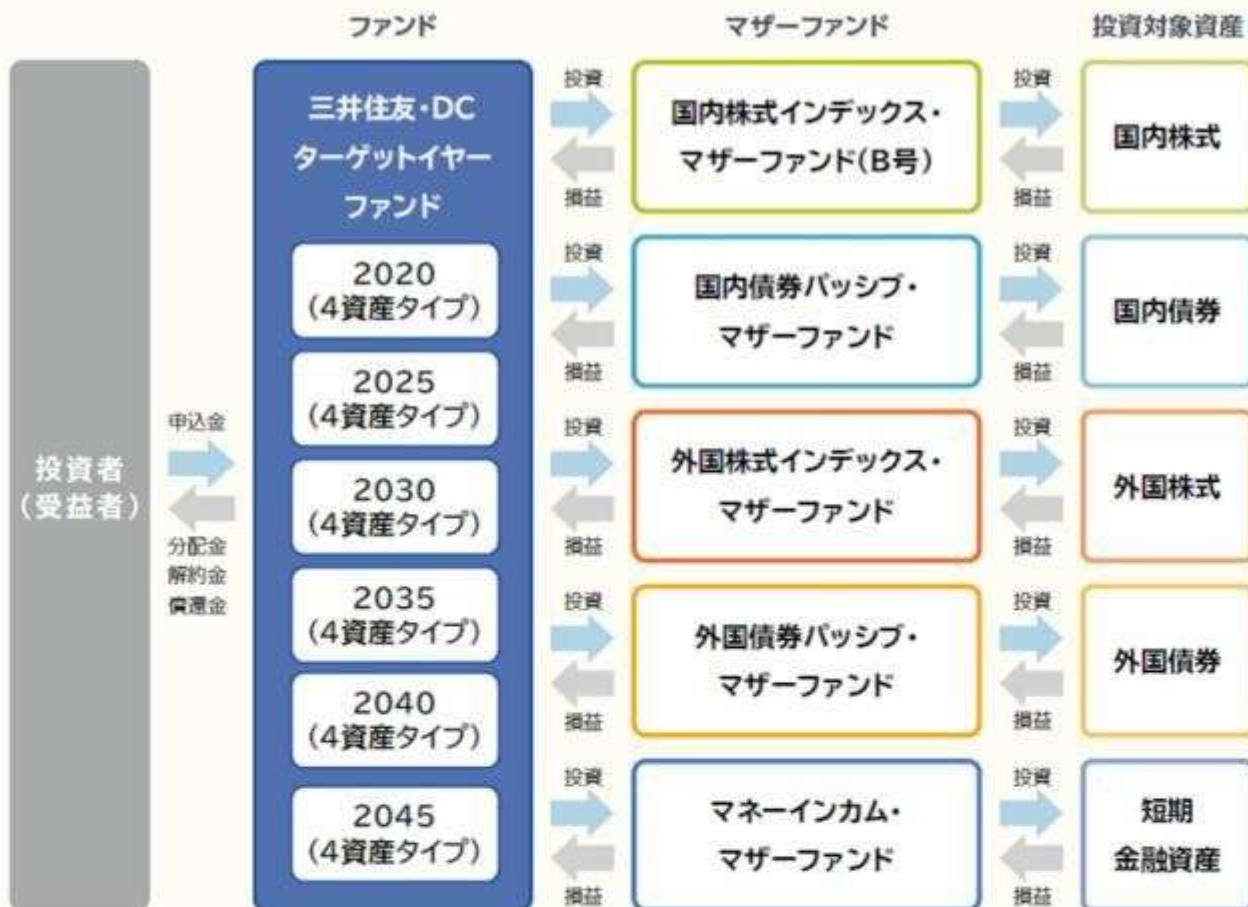 ファンド
マザーファンド
投資対象資産
投資者
(受益者)
申込金
分配金
解約金
償還金
三井住友・DC
ターゲットイヤー
ファンド
2020
(4資産タイプ)
2025
(4資産タイプ)
2030
(4資産タイプ)
2035
(4資産タイプ)
2040
(4資産タイプ)
2045
(4資産タイプ)
投資
損益
国内株式インデックス・
マザーファンド(B号)
投資
損益
国内株式
投資
損益
国内債券パッシブ・
マザーファンド
投資
損益
国内債券
投資
損益
外国株式インデックス・
マザーファンド
投資
損益
外国株式
投資
損益
外国債券パッシブ・
マザーファンド
投資
損益
外国債券
投資
損益
マネーインカム・
マザーファンド
投資
損益
短期
金融資産